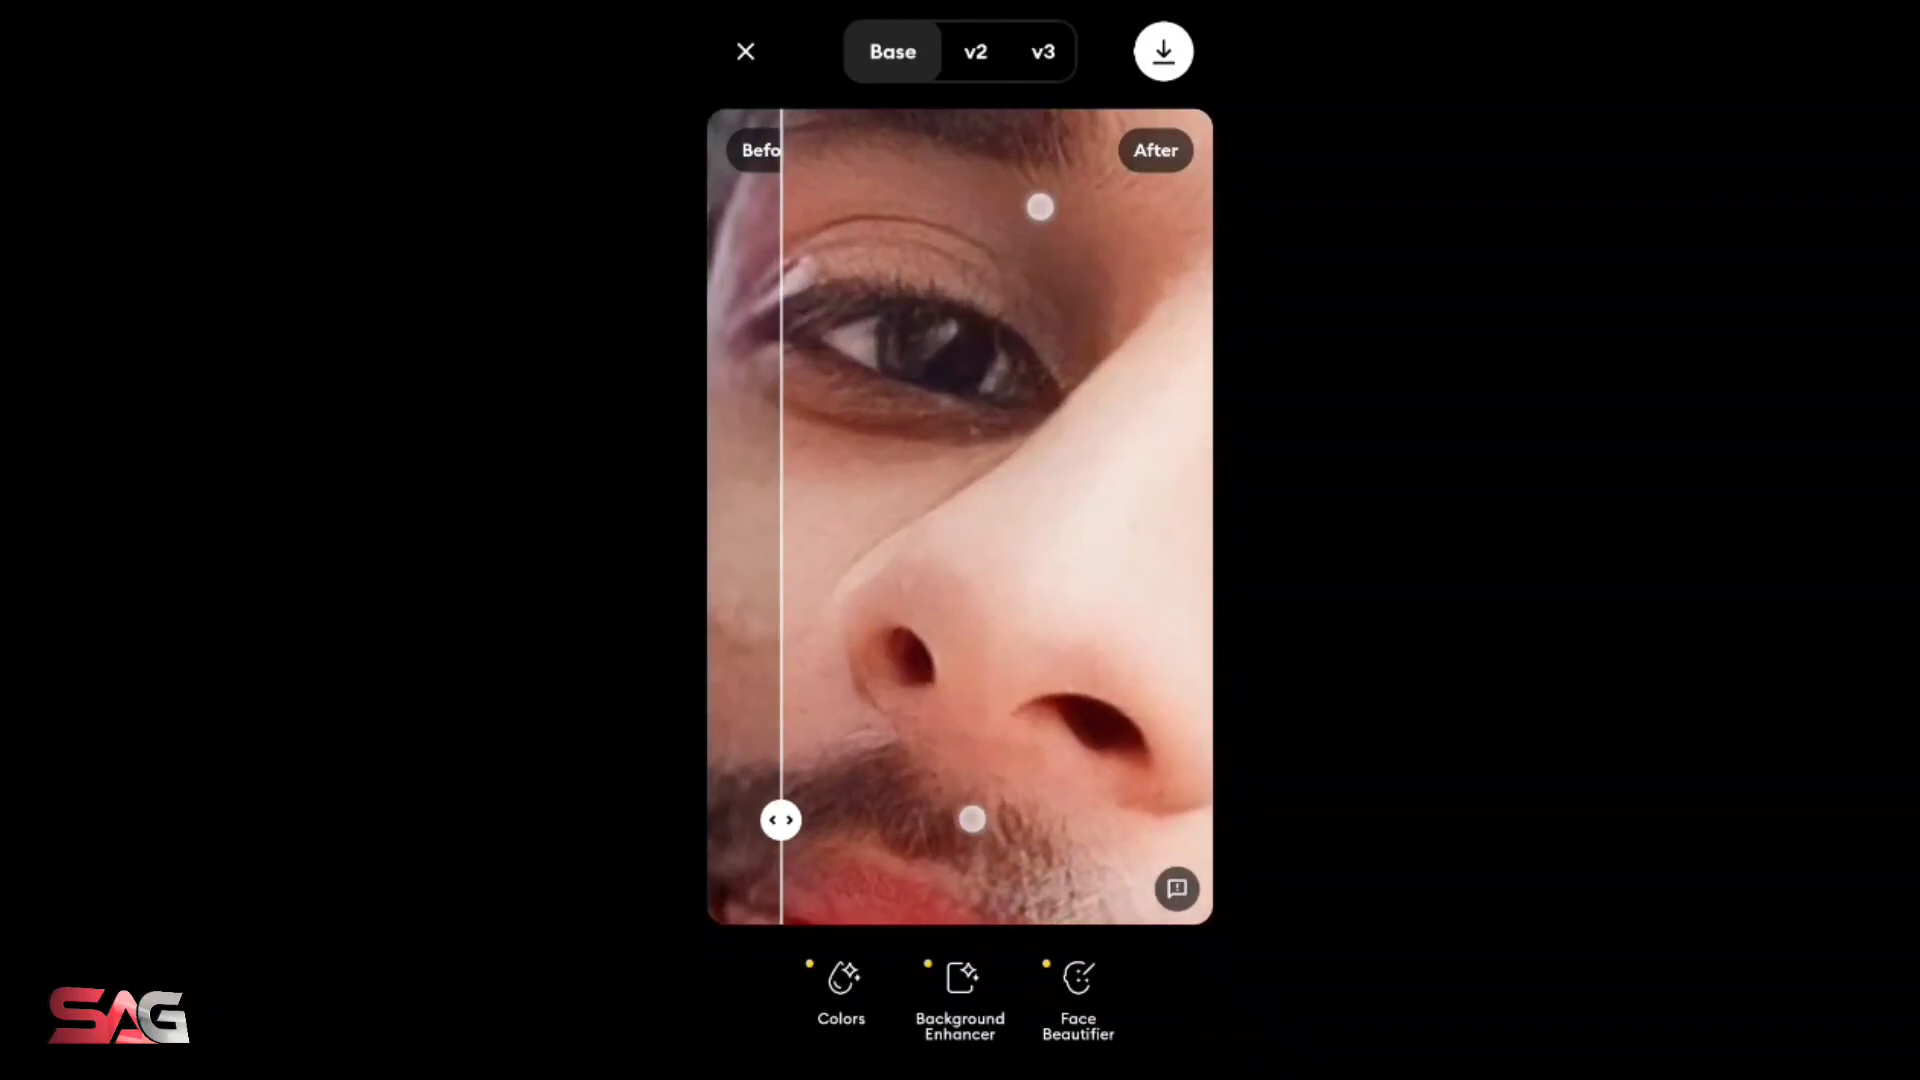 Base
v2
v3
Befo
After
Colors
Background
Enhancer
Face
Beautifier
SAG